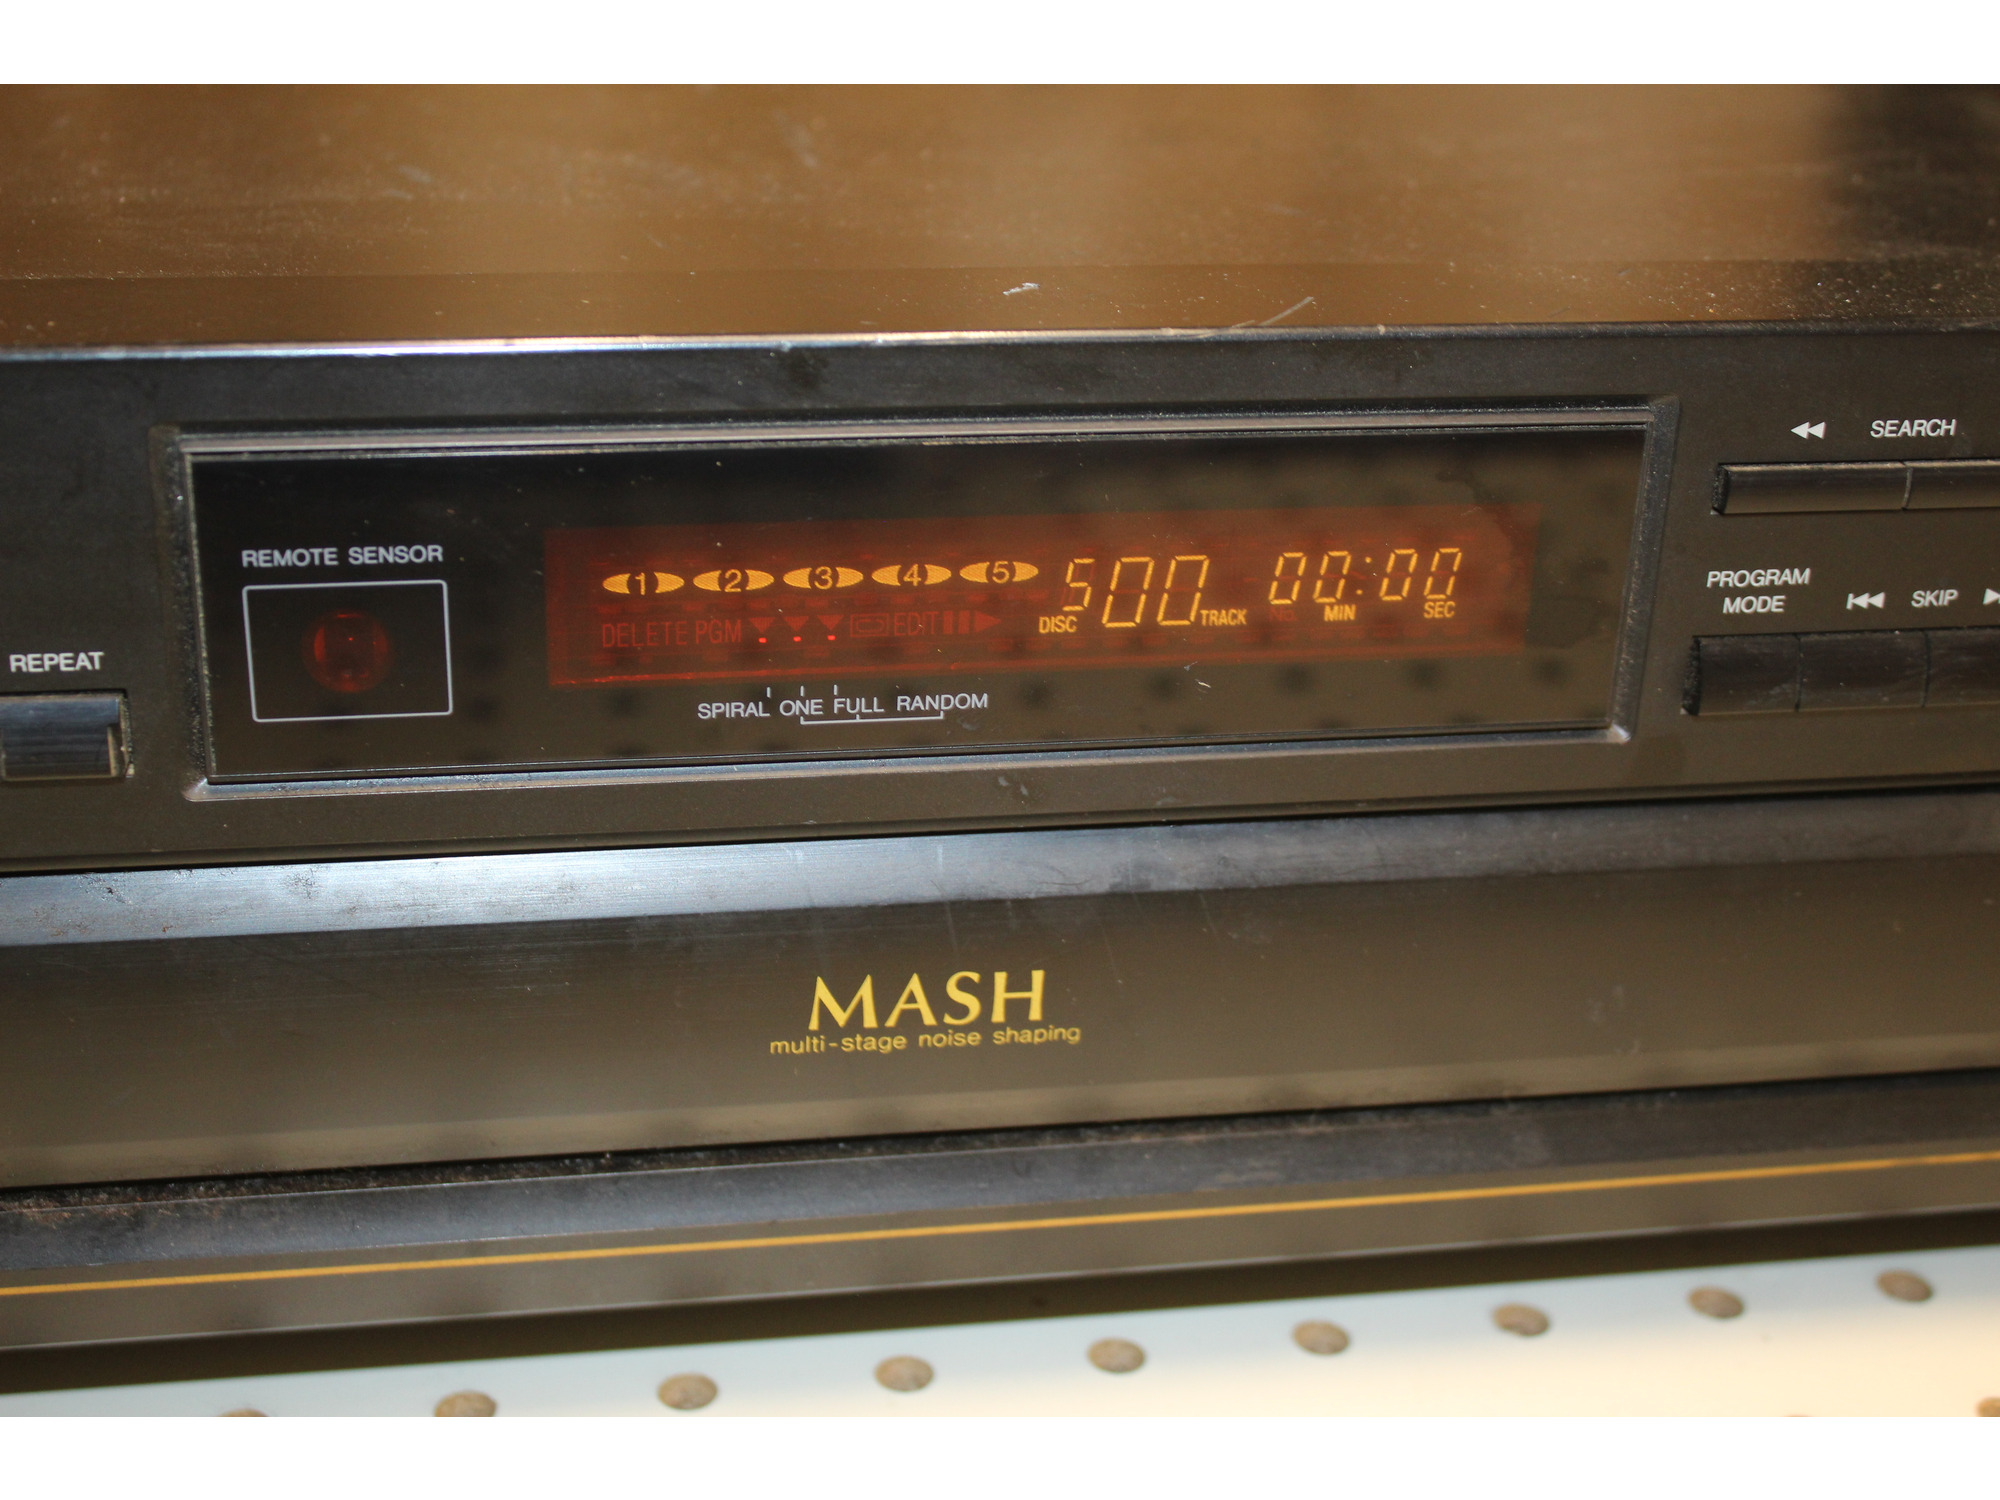 SEARCH
REMOTE SENSOR
1 2 3 4 5 500 00:00
DISC TRACK NO. MIN SEC
DELETE PGM EDIT
PROGRAM
MODE
SKIP
REPEAT
SPIRAL ONE FULL RANDOM
MASH
multi-stage noise shaping